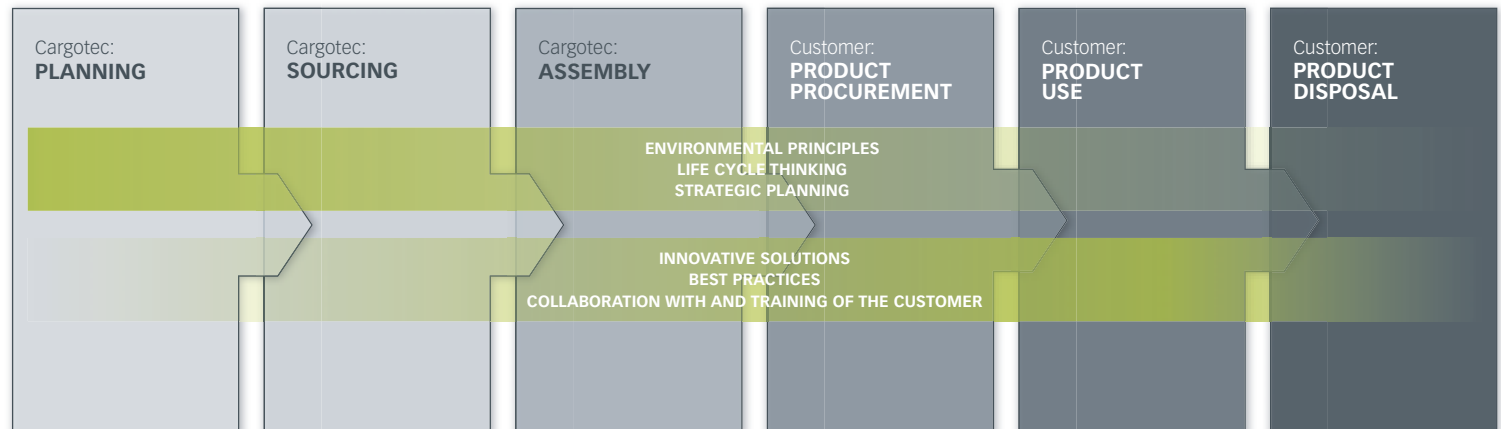 Cargotec:
PLANNING
Cargotec:
SOURCING
Cargotec:
ASSEMBLY
Customer:
PRODUCT
PROCUREMENT
Customer:
PRODUCT
USE
Customer:
PRODUCT
DISPOSAL
ENVIRONMENTAL PRINCIPLES
LIFE CYCLE THINKING
STRATEGIC PLANNING
INNOVATIVE SOLUTIONS
BEST PRACTICES
COLLABORATION WITH AND TRAINING OF THE CUSTOMER